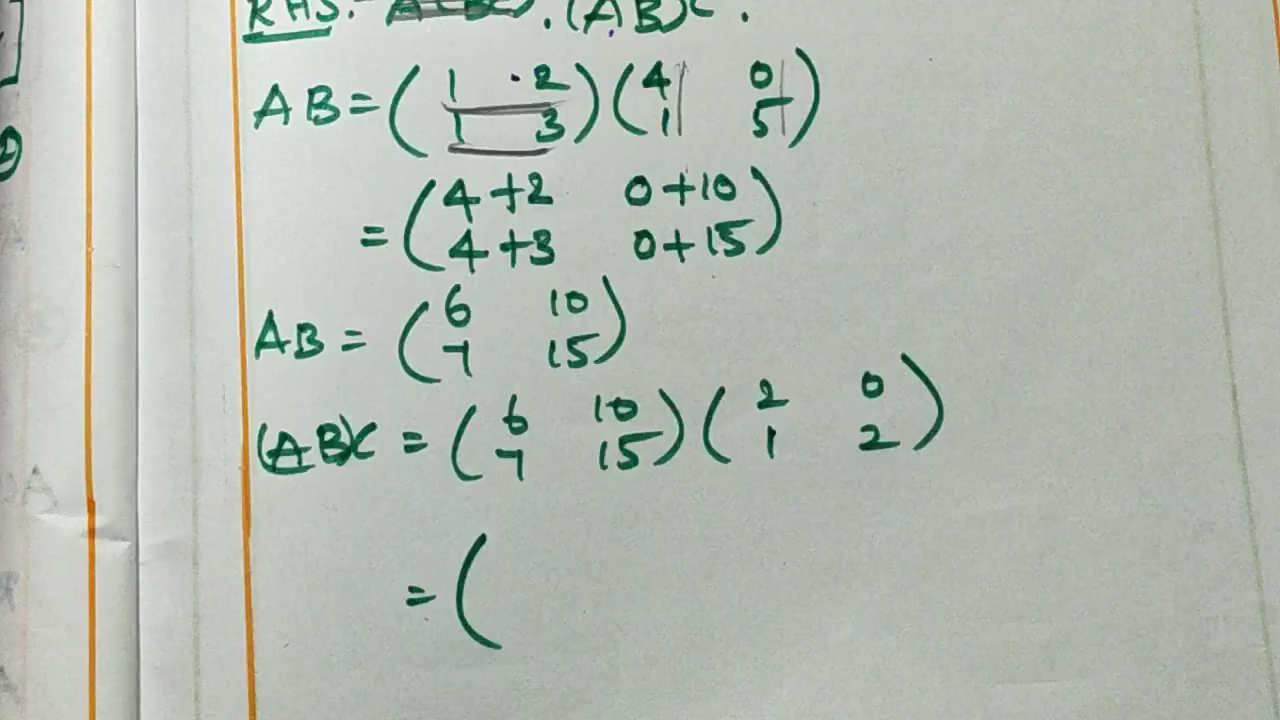 RHS:- A(BC). (AB)C.
AB = ( 1 2 ) ( 4 0 )
( 1 3 ) ( 1 5 )
= ( 4+2 0+10 )
( 4+3 0+15 )
AB = ( 6 10 )
( 7 15 )
(AB)C = ( 6 10 ) ( 2 0 )
( 7 15 ) ( 1 2 )
= (